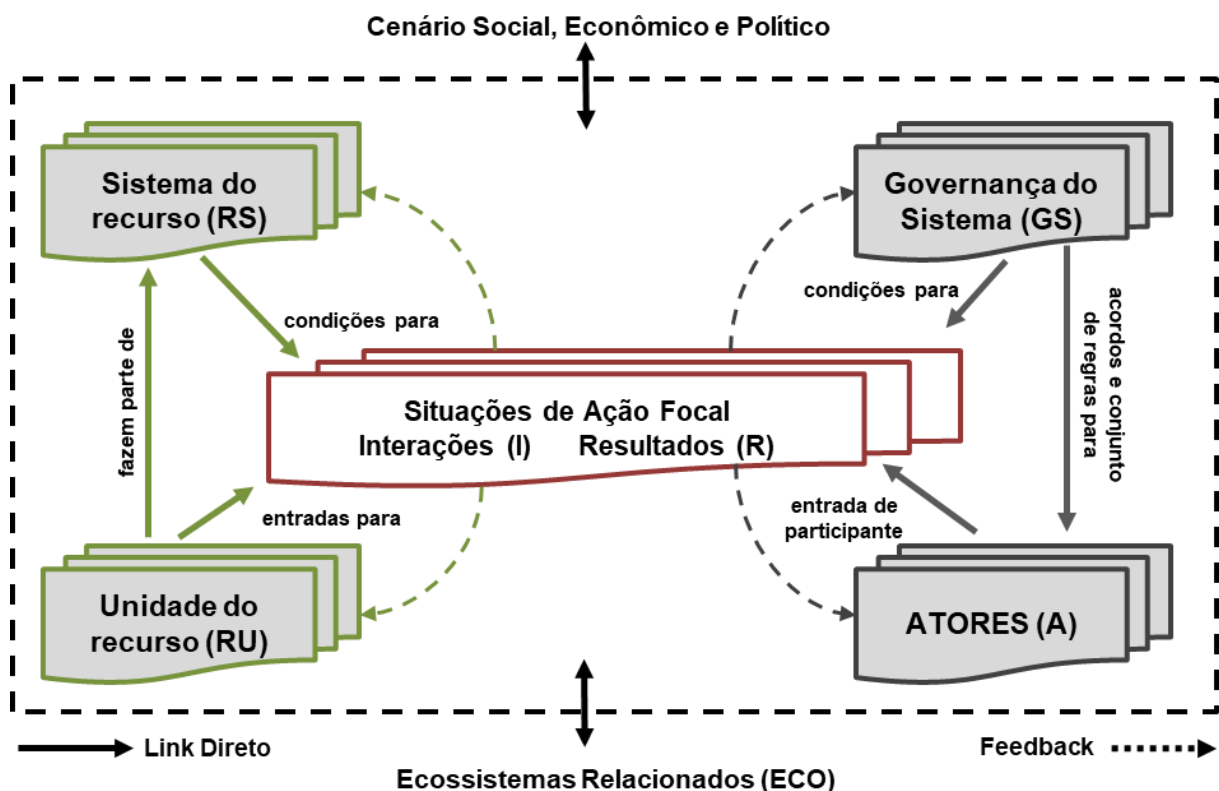 Cenário Social, Econômico e Político
Sistema do
recurso (RS)
Governança do
Sistema (GS)
condições para
condições para
fazem parte de
acordos e conjunto
de regras para
Situações de Ação Focal
Interações (I) Resultados (R)
entradas para
entrada de
participante
Unidade do
recurso (RU)
ATORES (A)
Link Direto
Feedback
Ecossistemas Relacionados (ECO)